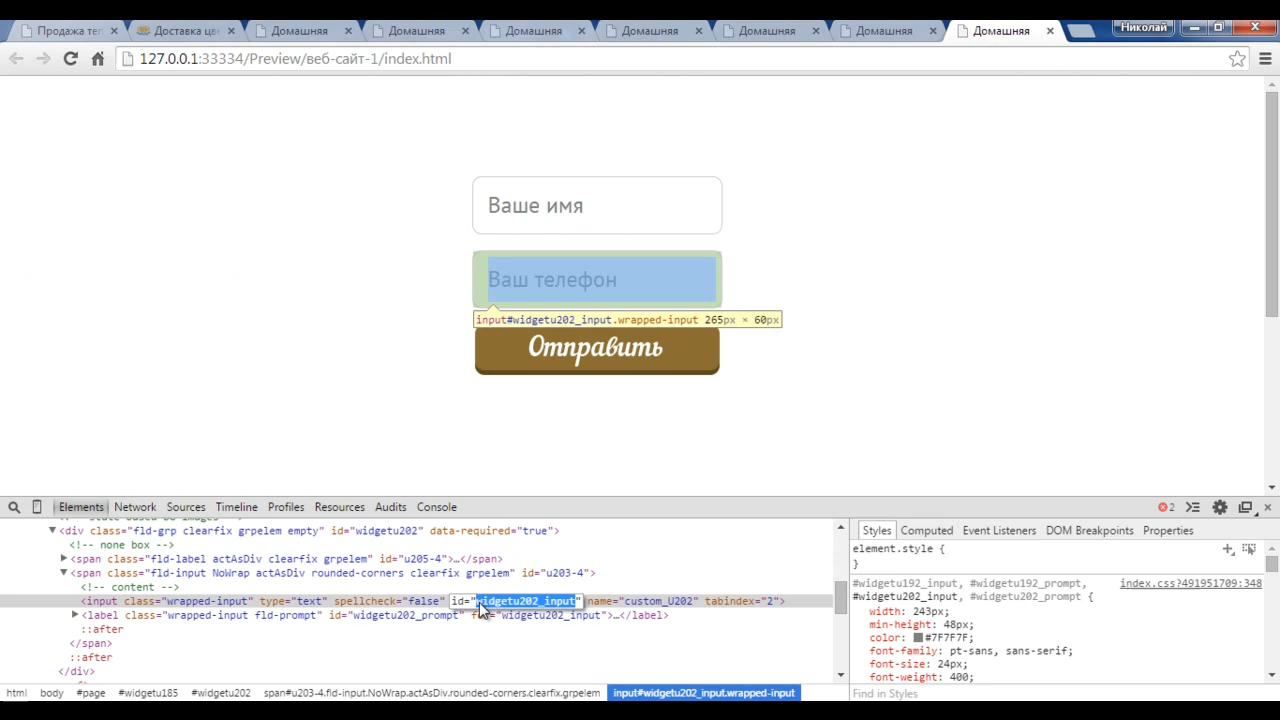 Продажа тел
Доставка цве
Домашняя
Домашняя
Домашняя
Домашняя
Домашняя
Домашняя
Домашняя
Николай
127.0.0.1:33334/Preview/веб-сайт-1/index.html
Ваше имя
Ваш телефон
input#widgetu202_input.wrapped-input 265px × 60px
Отправить
Elements Network Sources Timeline Profiles Resources Audits Console
2
<div class="fld-grp clearfix grpelem empty" id="widgetu202" data-required="true">
<!-- none box -->
<span class="fld-label actAsDiv clearfix grpelem" id="u205-4">…</span>
<span class="fld-input NoWrap actAsDiv rounded-corners clearfix grpelem" id="u203-4">
<!-- content -->
<input class="wrapped-input" type="text" spellcheck="false" id="widgetu202_input" name="custom_U202" tabindex="2">
<label class="wrapped-input fld-prompt" id="widgetu202_prompt" for="widgetu202_input">…</label>
::after
</span>
::after
</div>
html body #page #widgetu185 #widgetu202 span#u203-4.fld-input.NoWrap.actAsDiv.rounded-corners.clearfix.grpelem input#widgetu202_input.wrapped-input
Styles Computed Event Listeners DOM Breakpoints Properties
element.style {
}
#widgetu192_input, #widgetu192_prompt, index.css?491951709:348
#widgetu202_input, #widgetu202_prompt {
width: 243px;
min-height: 48px;
color: #7F7F7F;
font-family: pt-sans, sans-serif;
font-size: 24px;
font-weight: 400;
Find in Styles